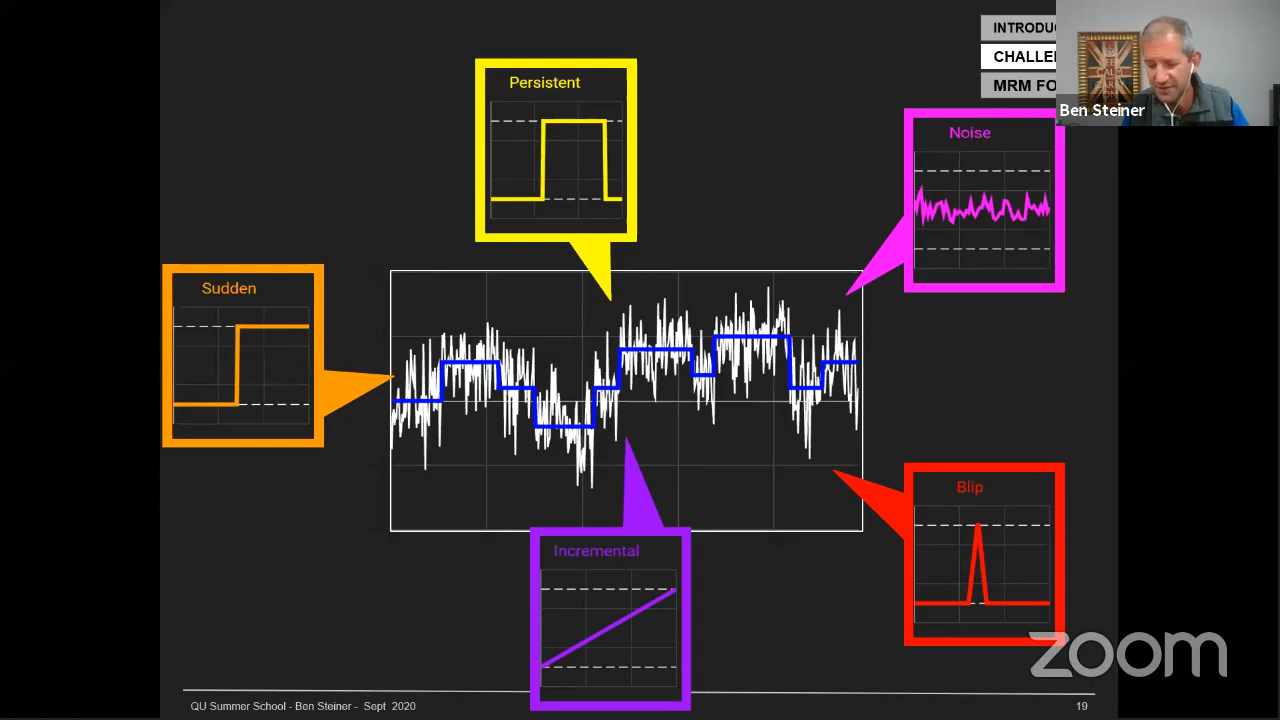 INTRODU
CHALLE
MRM FO
Ben Steiner
Persistent
Noise
Sudden
Blip
Incremental
zoom
QU Summer School - Ben Steiner - Sept 2020
19